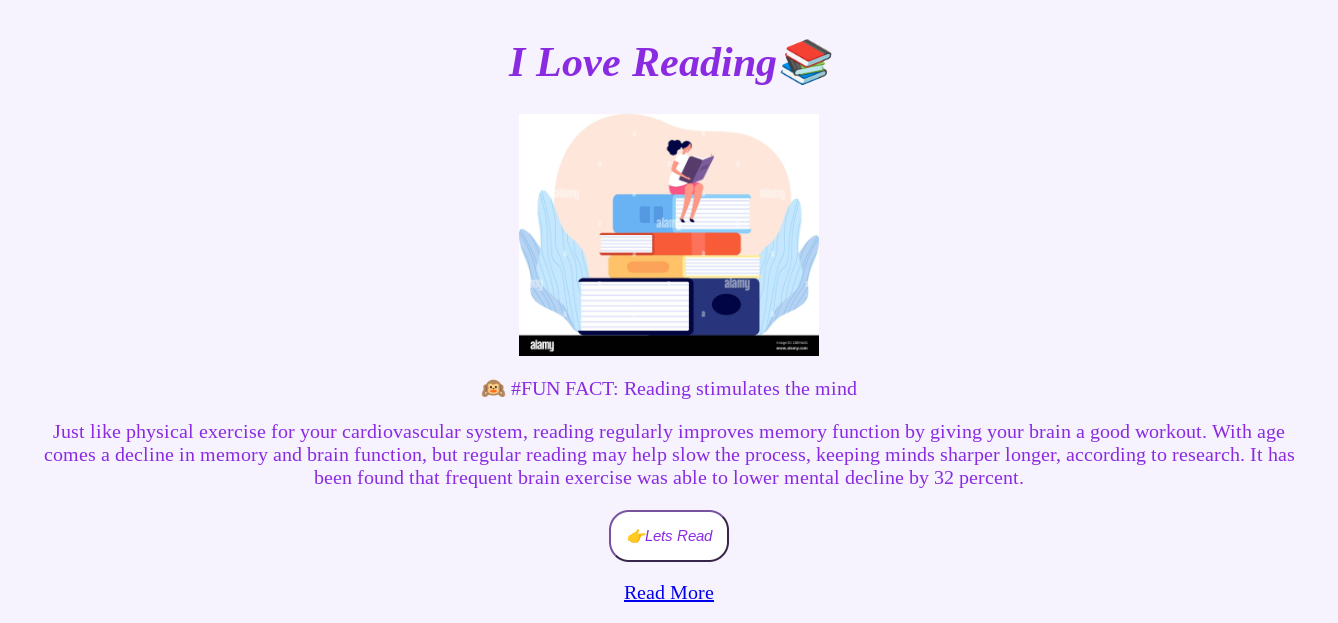 I Love Reading📚
alamy
alamy
alamy
alamy
alamy
www.alamy.com
🙉 #FUN FACT: Reading stimulates the mind
Just like physical exercise for your cardiovascular system, reading regularly improves memory function by giving your brain a good workout. With age
comes a decline in memory and brain function, but regular reading may help slow the process, keeping minds sharper longer, according to research. It has
been found that frequent brain exercise was able to lower mental decline by 32 percent.
👉Lets Read
Read More